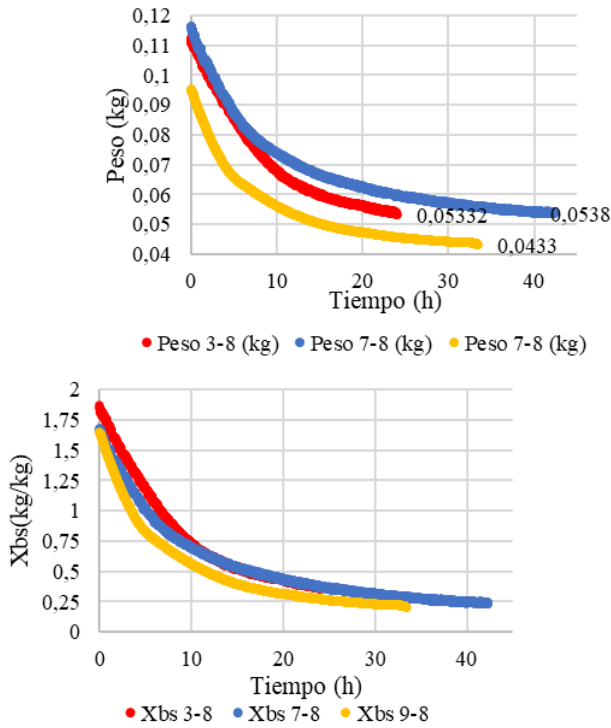 0,12
0,11
0,1
0,09
0,08
0,07
0,06
0,05
0,04
Peso (kg)
0,05332
0,0538
0,0433
0 10 20 30 40
Tiempo (h)
Peso 3-8 (kg) Peso 7-8 (kg) Peso 7-8 (kg)
2
1,75
1,5
1,25
1
0,75
0,5
0,25
0
Xbs(kg/kg)
0 10 20 30 40
Tiempo (h)
Xbs 3-8 Xbs 7-8 Xbs 9-8